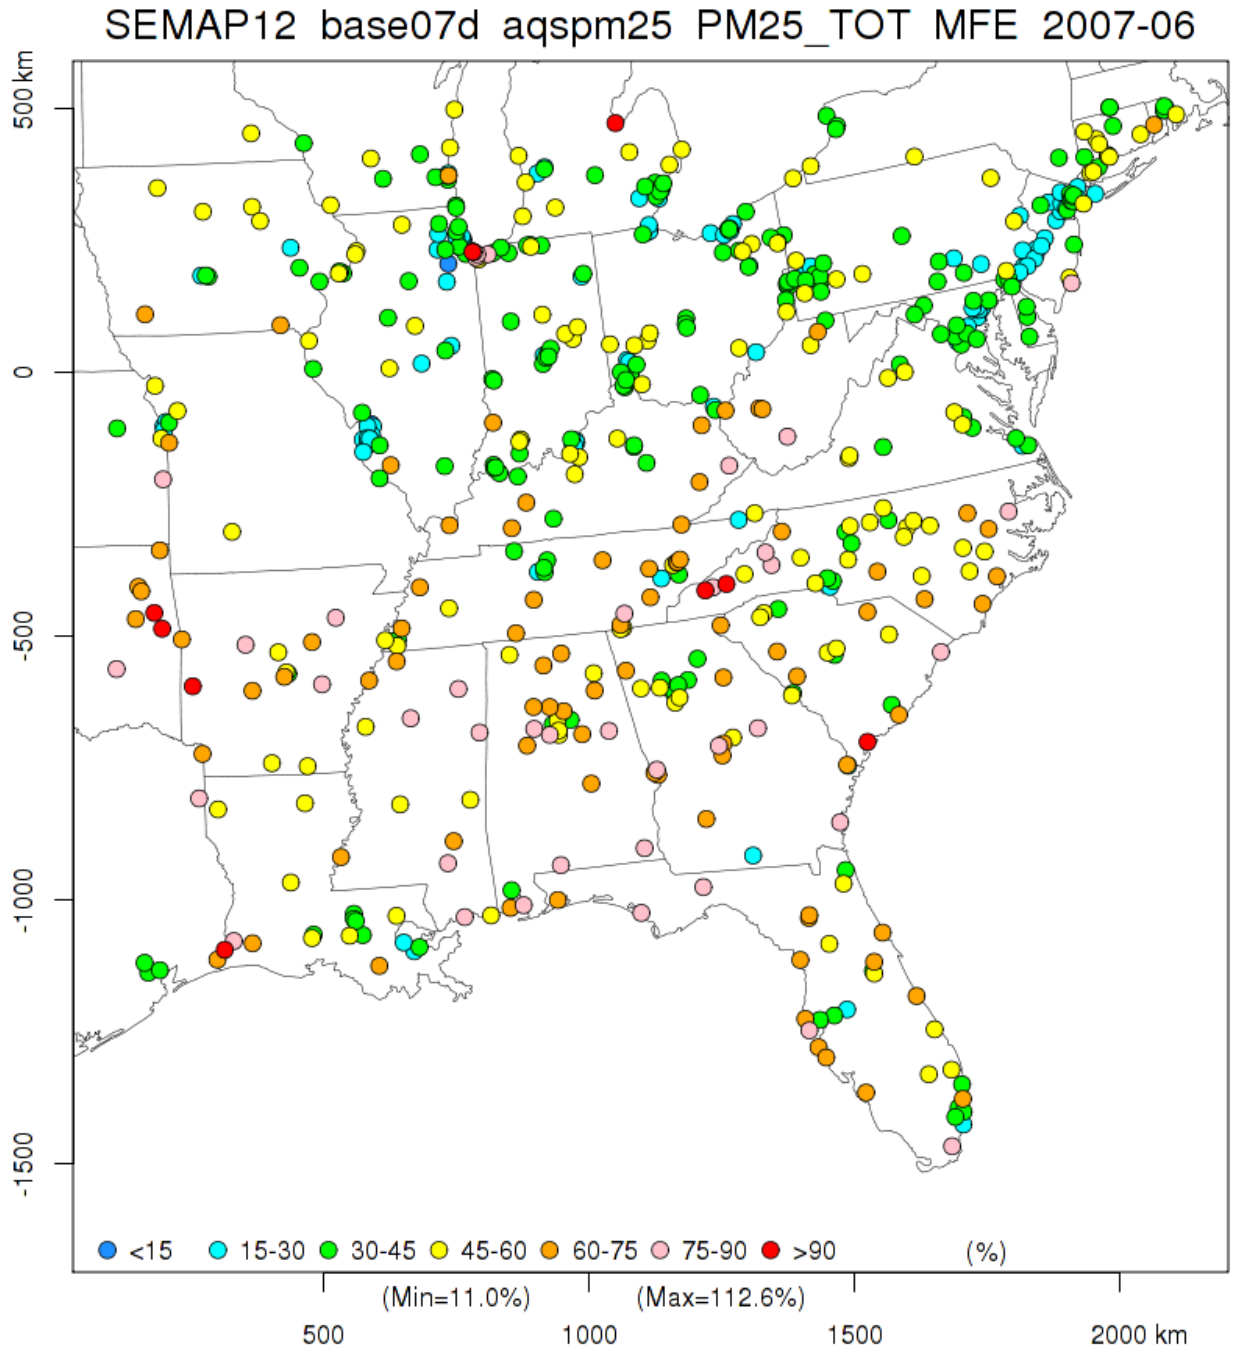 SEMAP12 base07d aqspm25 PM25_TOT MFE 2007-06
500 km
0
-500
-1000
-1500
<15 15-30 30-45 45-60 60-75 75-90 >90 (%)
(Min=11.0%) (Max=112.6%)
500 1000 1500 2000 km